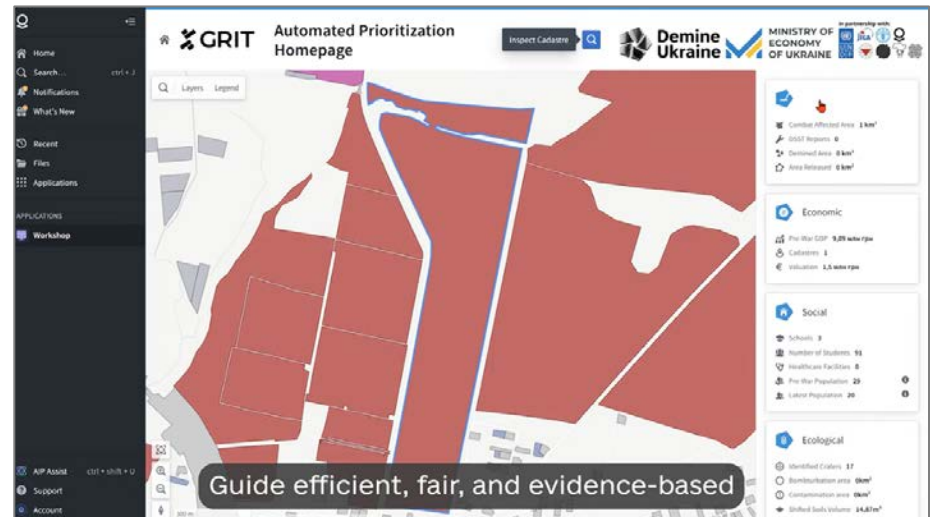 Home
Search... ctrl + J
Notifications
What's New
Recent
Files
Applications
APPLICATIONS
Workshop
AIP Assist ctrl + shift + U
Support
Account
GRIT
Automated Prioritization
Homepage
Inspect Cadastre
Demine
Ukraine
MINISTRY OF
ECONOMY
OF UKRAINE
in partnership with:
jica
Layers Legend
Combat Affected Area 1 km²
Demined Area 0 km²
Area Released 0 km²
Economic
Pre War GDP 9,89 млн грн
Cadastres 1
Valuation 1,5 млн грн
Social
Schools 3
Number of Students 91
Healthcare Facilities 0
Pre War Population 23
Latest Population 20
Ecological
Identified Craters 17
Bombturbation area 0km²
Contamination area 0km²
Shifted Soils Volume 14,87m³
Guide efficient, fair, and evidence-based